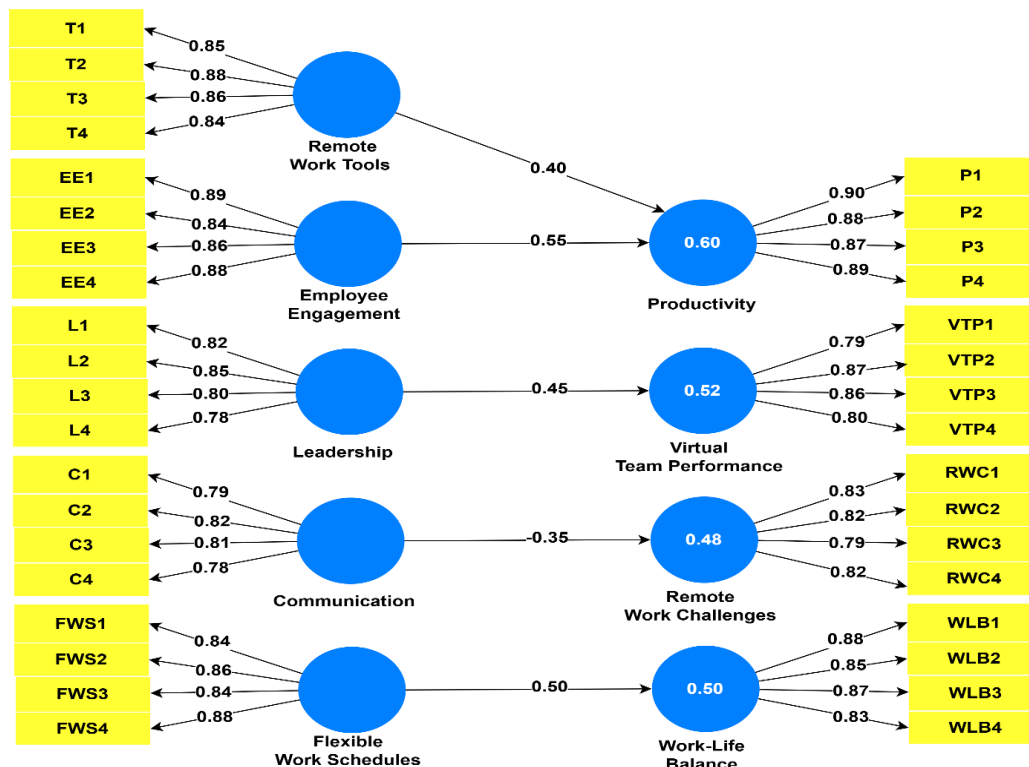 T1
0.85
T2
0.88
T3
0.86
T4
0.84
Remote
Work Tools
0.40
EE1
0.89
EE2
0.84
EE3
0.86
EE4
0.88
Employee
Engagement
0.55
0.60
Productivity
P1
0.90
P2
0.88
P3
0.87
P4
0.89
L1
0.82
L2
0.85
L3
0.80
L4
0.78
Leadership
0.45
0.52
Virtual
Team Performance
VTP1
0.79
VTP2
0.87
VTP3
0.86
VTP4
0.80
C1
0.79
C2
0.82
C3
0.81
C4
0.78
Communication
-0.35
0.48
Remote
Work Challenges
RWC1
0.83
RWC2
0.82
RWC3
0.79
RWC4
0.82
FWS1
0.84
FWS2
0.86
FWS3
0.84
FWS4
0.88
Flexible
Work Schedules
0.50
0.50
Work-Life
Balance
WLB1
0.88
WLB2
0.85
WLB3
0.87
WLB4
0.83